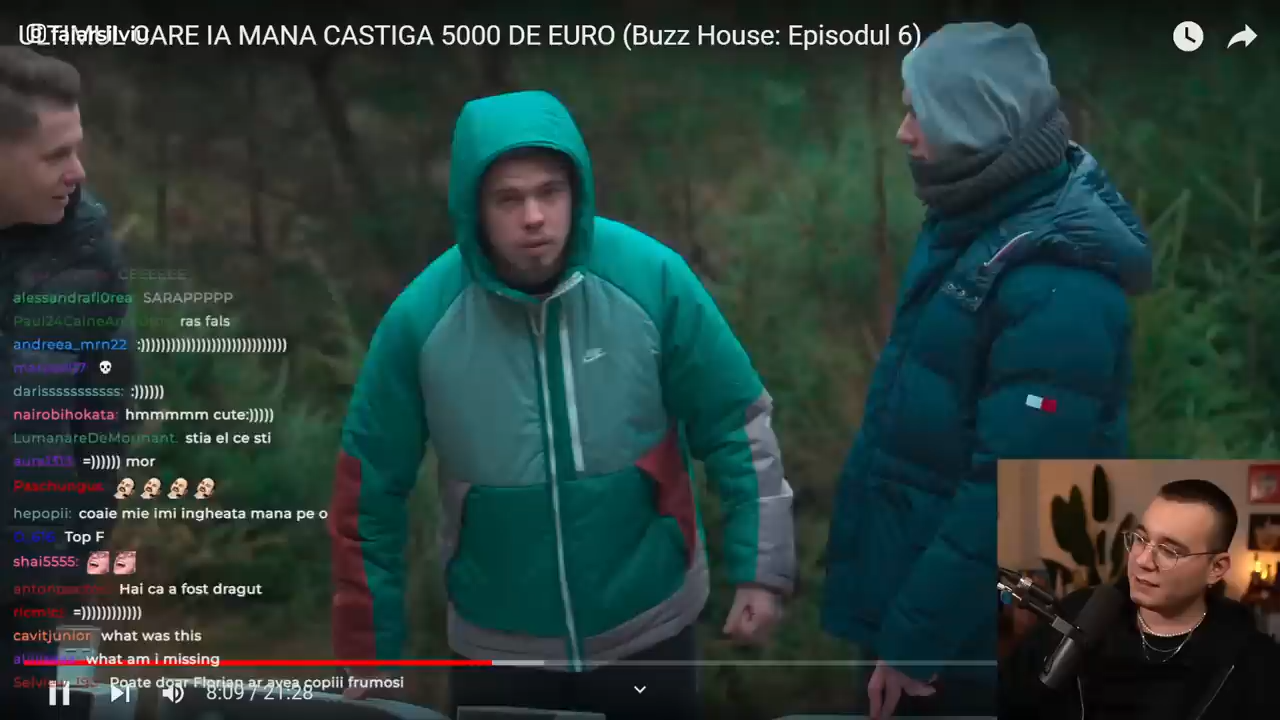 ULTIMUL CARE IA MANA CASTIGA 5000 DE EURO (Buzz House: Episodul 6)
CEEEEEE
alessandrafl0rea SARAPPPPP
ras fals
andreea_mrn22 :))))))))))))))))))))))))))))
darisssssssssss: :))))))
nairobihokata: hmmmmm cute:)))))
LumanareDeMormant. stia el ce sti
=)))))) mor
Paschungus:
hepopii: coaie mie imi ingheata mana pe o
Top F
shai5555:
Hai ca a fost dragut
=))))))))))))
cavitjunior what was this
what am i missing
Poate doar Florian ar avea copiii frumosi
8:09 / 21:28